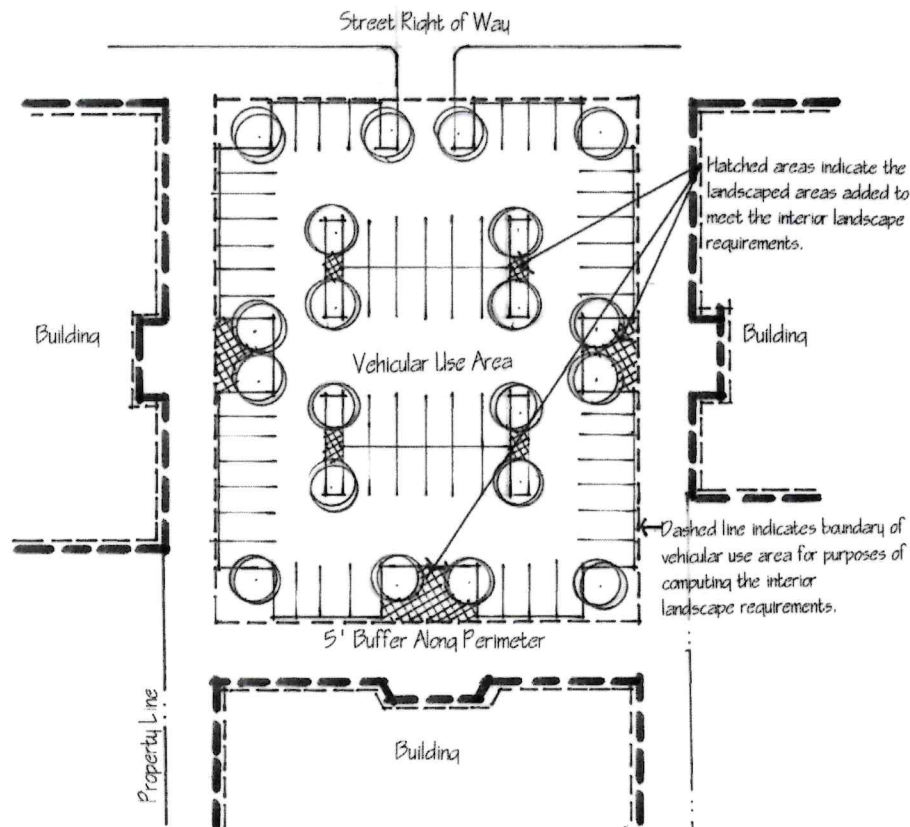 Street Right of Way
Hatched areas indicate the
landscaped areas added to
meet the interior landscape
requirements.
Building
Vehicular Use Area
Building
Dashed line indicates boundary of
vehicular use area for purposes of
computing the interior
landscape requirements.
5' Buffer Along Perimeter
Property Line
Building